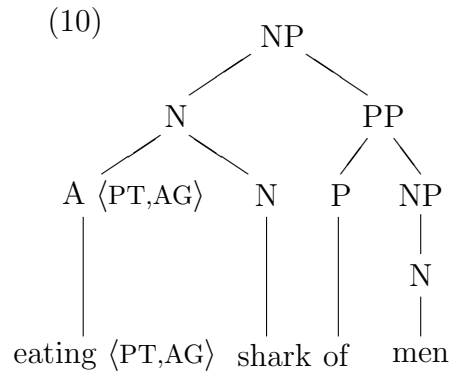 (10)
NP
N PP
A ⟨PT,AG⟩ N P NP
N
eating ⟨PT,AG⟩ shark of men